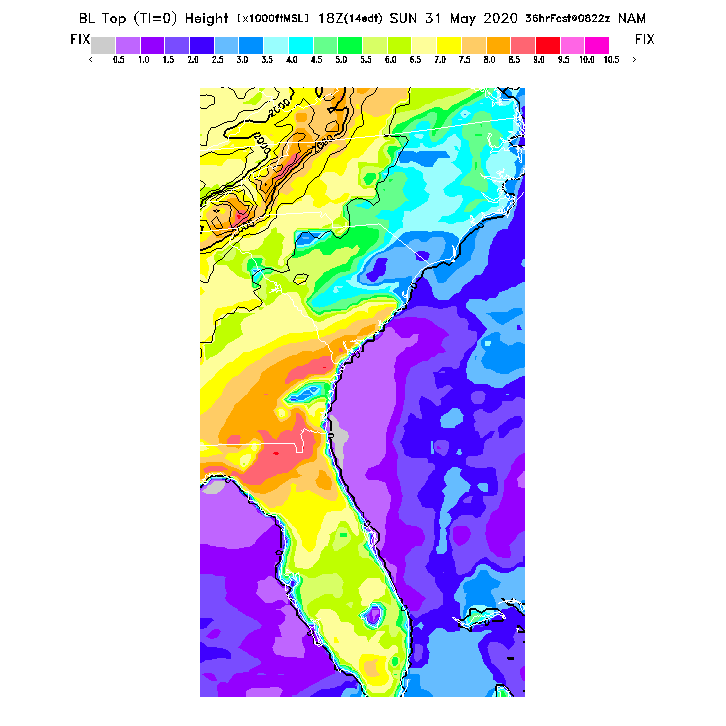 BL Top (TI=0) Height [x1000ftMSL] 18Z(14edt) SUN 31 May 2020 36hrFcst@0822z NAM
FIX FIX
< 0.5 1.0 1.5 2.0 2.5 3.0 3.5 4.0 4.5 5.0 5.5 6.0 6.5 7.0 7.5 8.0 8.5 9.0 9.5 10.0 10.5 >
2000
2000